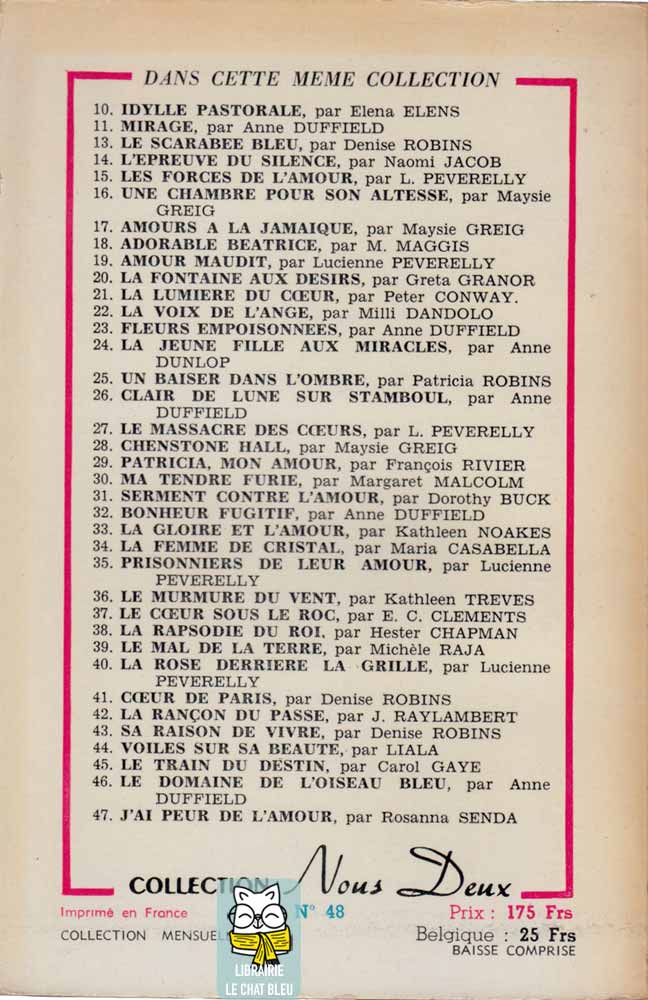 DANS CETTE MEME COLLECTION
10. IDYLLE PASTORALE, par Elena ELENS
11. MIRAGE, par Anne DUFFIELD
13. LE SCARABEE BLEU, par Denise ROBINS
14. L'EPREUVE DU SILENCE, par Naomi JACOB
15. LES FORCES DE L'AMOUR, par L. PEVERELLY
16. UNE CHAMBRE POUR SON ALTESSE, par Maysie
GREIG
17. AMOURS A LA JAMAIQUE, par Maysie GREIG
18. ADORABLE BEATRICE, par M. MAGGIS
19. AMOUR MAUDIT, par Lucienne PEVERELLY
20. LA FONTAINE AUX DESIRS, par Greta GRANOR
21. LA LUMIERE DU CŒUR, par Peter CONWAY.
22. LA VOIX DE L'ANGE, par Milli DANDOLO
23. FLEURS EMPOISONNEES, par Anne DUFFIELD
24. LA JEUNE FILLE AUX MIRACLES, par Anne
DUNLOP
25. UN BAISER DANS L'OMBRE, par Patricia ROBINS
26. CLAIR DE LUNE SUR STAMBOUL, par Anne
DUFFIELD
27. LE MASSACRE DES CŒURS, par L. PEVERELLY
28. CHENSTONE HALL, par Maysie GREIG
29. PATRICIA, MON AMOUR, par François RIVIER
30. MA TENDRE FURIE, par Margaret MALCOLM
31. SERMENT CONTRE L'AMOUR, par Dorothy BUCK
32. BONHEUR FUGITIF, par Anne DUFFIELD
33. LA GLOIRE ET L'AMOUR, par Kathleen NOAKES
34. LA FEMME DE CRISTAL, par Maria CASABELLA
35. PRISONNIERS DE LEUR AMOUR, par Lucienne
PEVERELLY
36. LE MURMURE DU VENT, par Kathleen TREVES
37. LE CŒUR SOUS LE ROC, par E. C. CLEMENTS
38. LA RAPSODIE DU ROI, par Hester CHAPMAN
39. LE MAL DE LA TERRE, par Michèle RAJA
40. LA ROSE DERRIERE LA GRILLE, par Lucienne
PEVERELLY
41. CŒUR DE PARIS, par Denise ROBINS
42. LA RANÇON DU PASSE, par J. RAYLAMBERT
43. SA RAISON DE VIVRE, par Denise ROBINS
44. VOILES SUR SA BEAUTE, par LIALA
45. LE TRAIN DU DESTIN, par Carol GAYE
46. LE DOMAINE DE L'OISEAU BLEU, par Anne
DUFFIELD
47. J'AI PEUR DE L'AMOUR, par Rosanna SENDA
COLLECTION Nous Deux
Imprimé en France N° 48 Prix : 175 Frs
COLLECTION MENSUEL Belgique : 25 Frs
BAISSE COMPRISE
LIBRAIRIE
LE CHAT BLEU